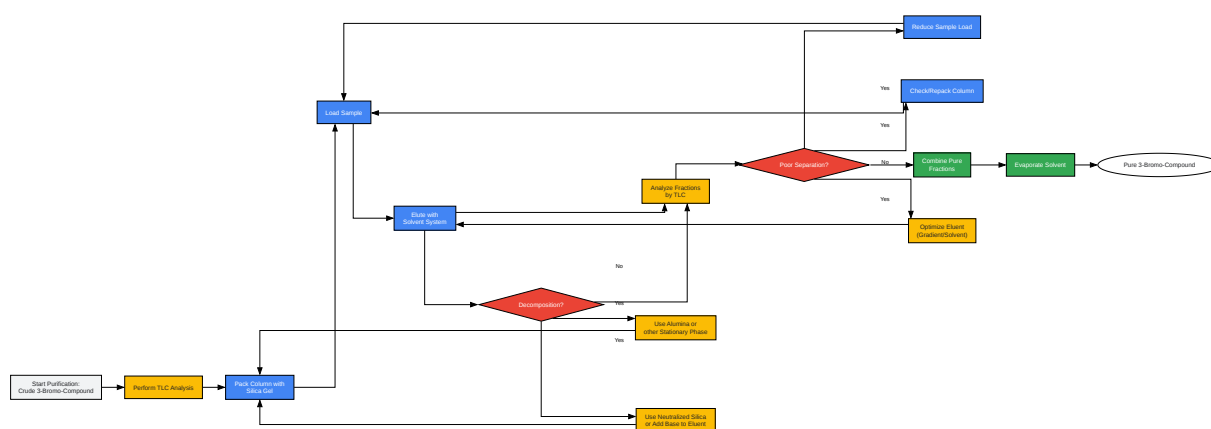 Reduce Sample Load
Yes
Check/Repack Column
Load Sample
Yes
Poor Separation?
No
Combine Pure
Fractions
Evaporate Solvent
Pure 3-Bromo-Compound
Analyze Fractions
by TLC
Yes
Elute with
Solvent System
Optimize Eluent
(Gradient/Solvent)
No
Decomposition?
Yes
Use Alumina or
other Stationary Phase
Yes
Start Purification:
Crude 3-Bromo-Compound
Perform TLC Analysis
Pack Column with
Silica Gel
Use Neutralized Silica
or Add Base to Eluent